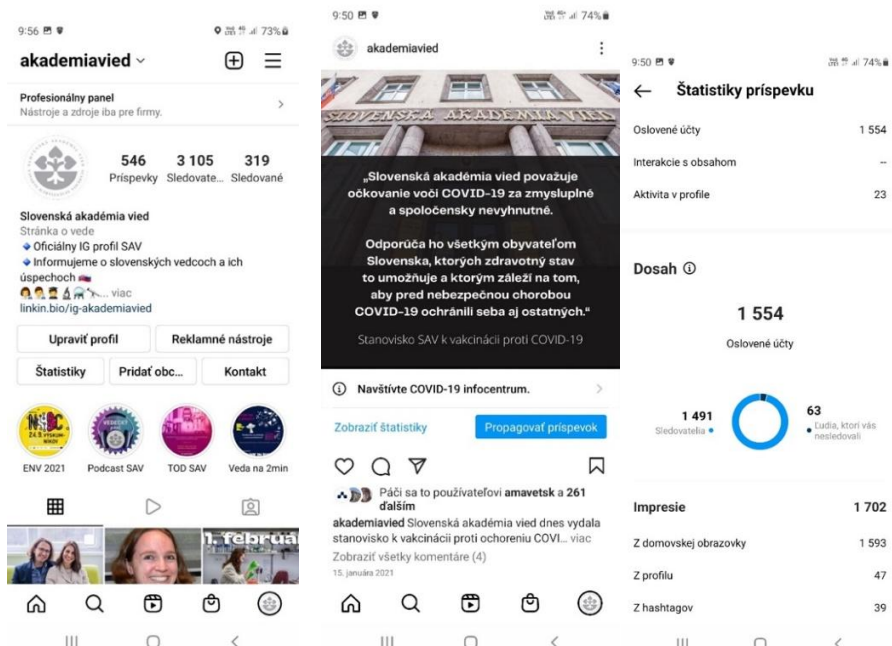 9:56
73%
akademiavied
Profesionálny panel
Nástroje a zdroje iba pre firmy.
546 3 105 319
Príspevky Sledovate... Sledované
Slovenská akadémia vied
Stránka o vede
Oficiálny IG profil SAV
Informujeme o slovenských vedcoch a ich
úspechoch
... viac
linkin.bio/ig-akademiavied
Upraviť profil Reklamné nástroje
Štatistiky Pridať obc... Kontakt
ENV 2021 Podcast SAV TOD SAV Veda na 2min
1. februá
9:50
74%
akademiavied
SLOVENSKÁ AKADÉMIA VIED
„Slovenská akadémia vied považuje
očkovanie voči COVID-19 za zmysluplné
a spoločensky nevyhnutné.
Odporúča ho všetkým obyvateľom
Slovenska, ktorých zdravotný stav
to umožňuje a ktorým záleží na tom,
aby pred nebezpečnou chorobou
COVID-19 ochránili seba aj ostatných.“
Stanovisko SAV k vakcinácii proti COVID-19
Navštívte COVID-19 infocentrum.
Zobraziť štatistiky Propagovať príspevok
Páči sa to používateľovi amavetsk a 261
ďalším
akademiavied Slovenská akadémia vied dnes vydala
stanovisko k vakcinácii proti ochoreniu COVI... viac
Zobraziť všetky komentáre (4)
15. januára 2021
9:50
74%
Štatistiky príspevku
Oslovené účty 1 554
Interakcie s obsahom --
Aktivita v profile 23
Dosah
1 554
Oslovené účty
1 491
Sledovatelia
63
Ľudia, ktorí vás
nesledovali
Impresie 1 702
Z domovskej obrazovky 1 593
Z profilu 47
Z hashtagov 39